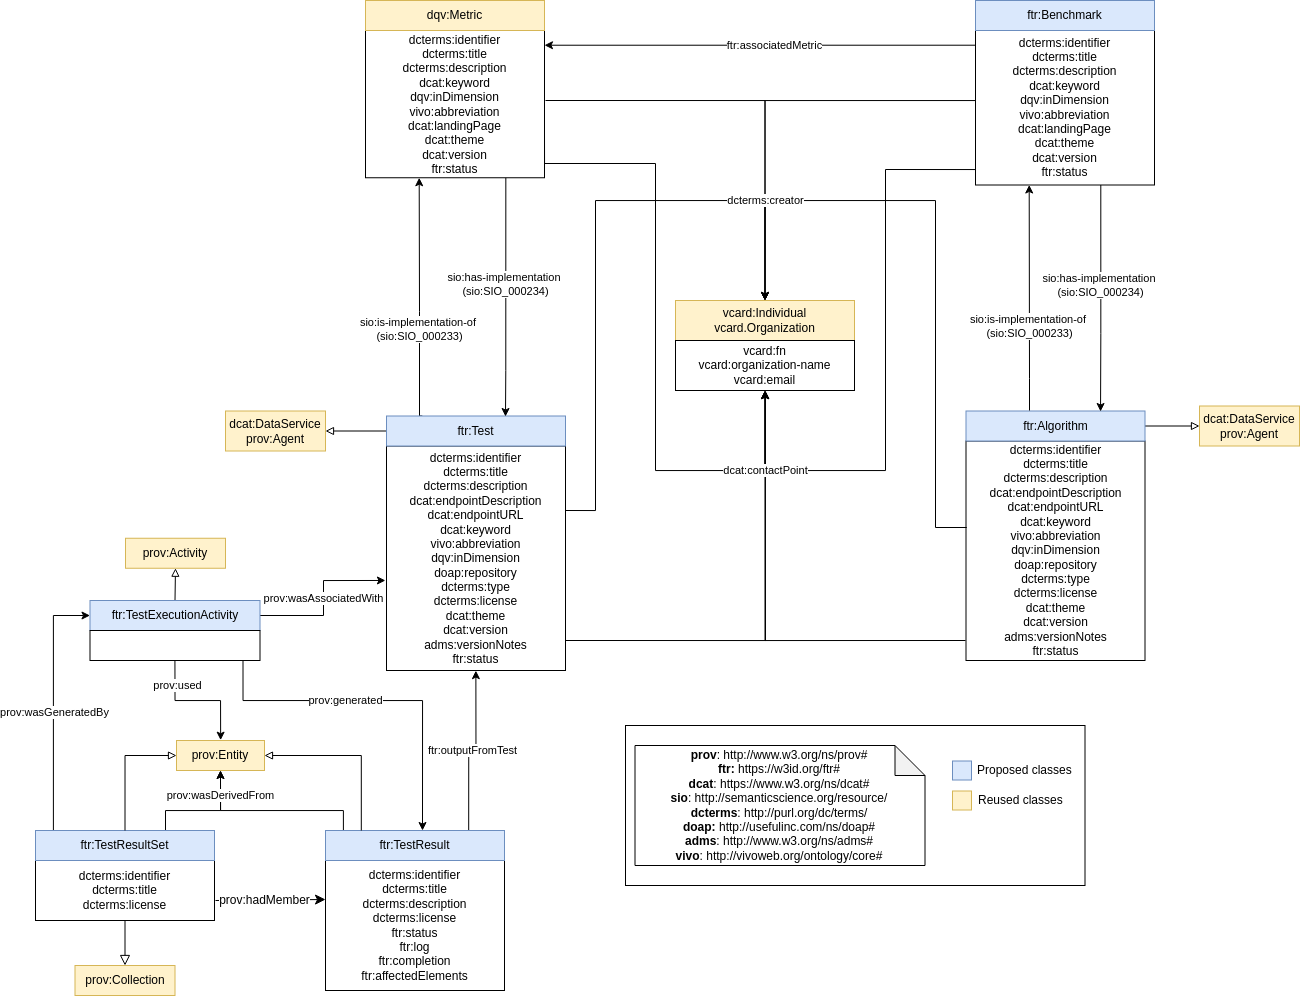 dqv:Metric
dcterms:identifier
dcterms:title
dcterms:description
dcat:keyword
dqv:inDimension
vivo:abbreviation
dcat:landingPage
dcat:theme
dcat:version
ftr:status
ftr:Benchmark
dcterms:identifier
dcterms:title
dcterms:description
dcat:keyword
dqv:inDimension
vivo:abbreviation
dcat:landingPage
dcat:theme
dcat:version
ftr:status
ftr:associatedMetric
dcterms:creator
sio:has-implementation
(sio:SIO_000234)
sio:is-implementation-of
(sio:SIO_000233)
sio:has-implementation
(sio:SIO_000234)
sio:is-implementation-of
(sio:SIO_000233)
vcard:Individual
vcard.Organization
vcard:fn
vcard:organization-name
vcard:email
dcat:DataService
prov:Agent
ftr:Test
dcterms:identifier
dcterms:title
dcterms:description
dcat:endpointDescription
dcat:endpointURL
dcat:keyword
vivo:abbreviation
dqv:inDimension
doap:repository
dcterms:type
dcterms:license
dcat:theme
dcat:version
adms:versionNotes
ftr:status
dcat:contactPoint
ftr:Algorithm
dcterms:identifier
dcterms:title
dcterms:description
dcat:endpointDescription
dcat:endpointURL
dcat:keyword
vivo:abbreviation
dqv:inDimension
doap:repository
dcterms:type
dcterms:license
dcat:theme
dcat:version
adms:versionNotes
ftr:status
dcat:DataService
prov:Agent
prov:Activity
ftr:TestExecutionActivity
prov:wasAssociatedWith
prov:used
prov:generated
prov:wasGeneratedBy
prov:Entity
ftr:outputFromTest
prov:wasDerivedFrom
ftr:TestResultSet
dcterms:identifier
dcterms:title
dcterms:license
prov:hadMember
ftr:TestResult
dcterms:identifier
dcterms:title
dcterms:description
dcterms:license
ftr:status
ftr:log
ftr:completion
ftr:affectedElements
prov:Collection
prov: http://www.w3.org/ns/prov#
ftr: https://w3id.org/ftr#
dcat: https://www.w3.org/ns/dcat#
sio: http://semanticscience.org/resource/
dcterms: http://purl.org/dc/terms/
doap: http://usefulinc.com/ns/doap#
adms: http://www.w3.org/ns/adms#
vivo: http://vivoweb.org/ontology/core#
Proposed classes
Reused classes